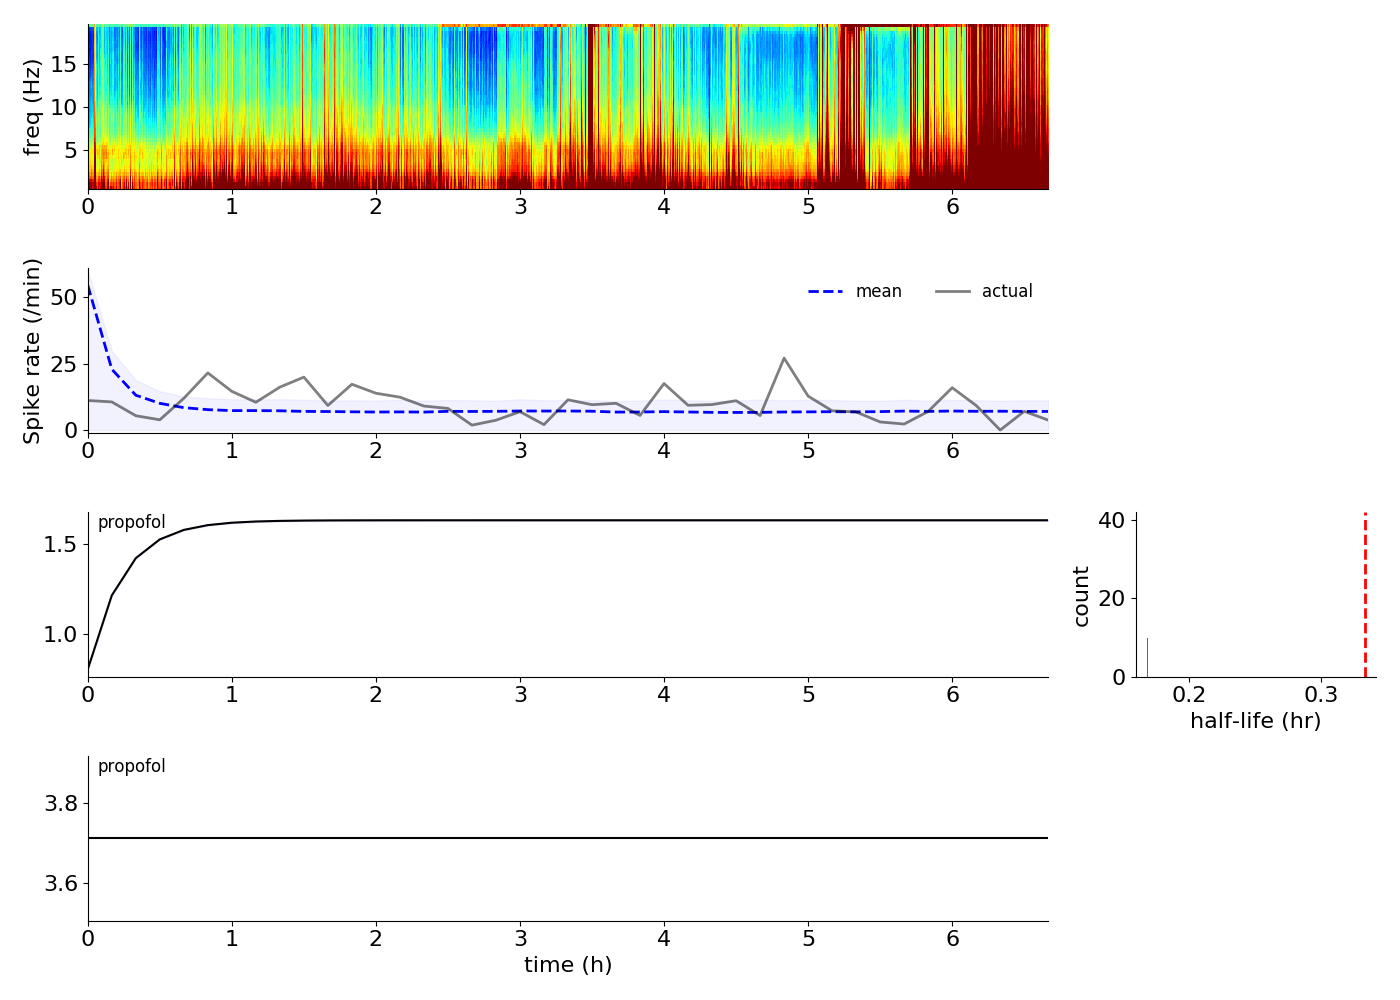 freq (Hz)
15
10
5
0 1 2 3 4 5 6
Spike rate (/min)
50
25
0
mean actual
0 1 2 3 4 5 6
propofol
1.5
1.0
0 1 2 3 4 5 6
count
40
20
0
0.2 0.3
half-life (hr)
propofol
3.8
3.6
0 1 2 3 4 5 6
time (h)